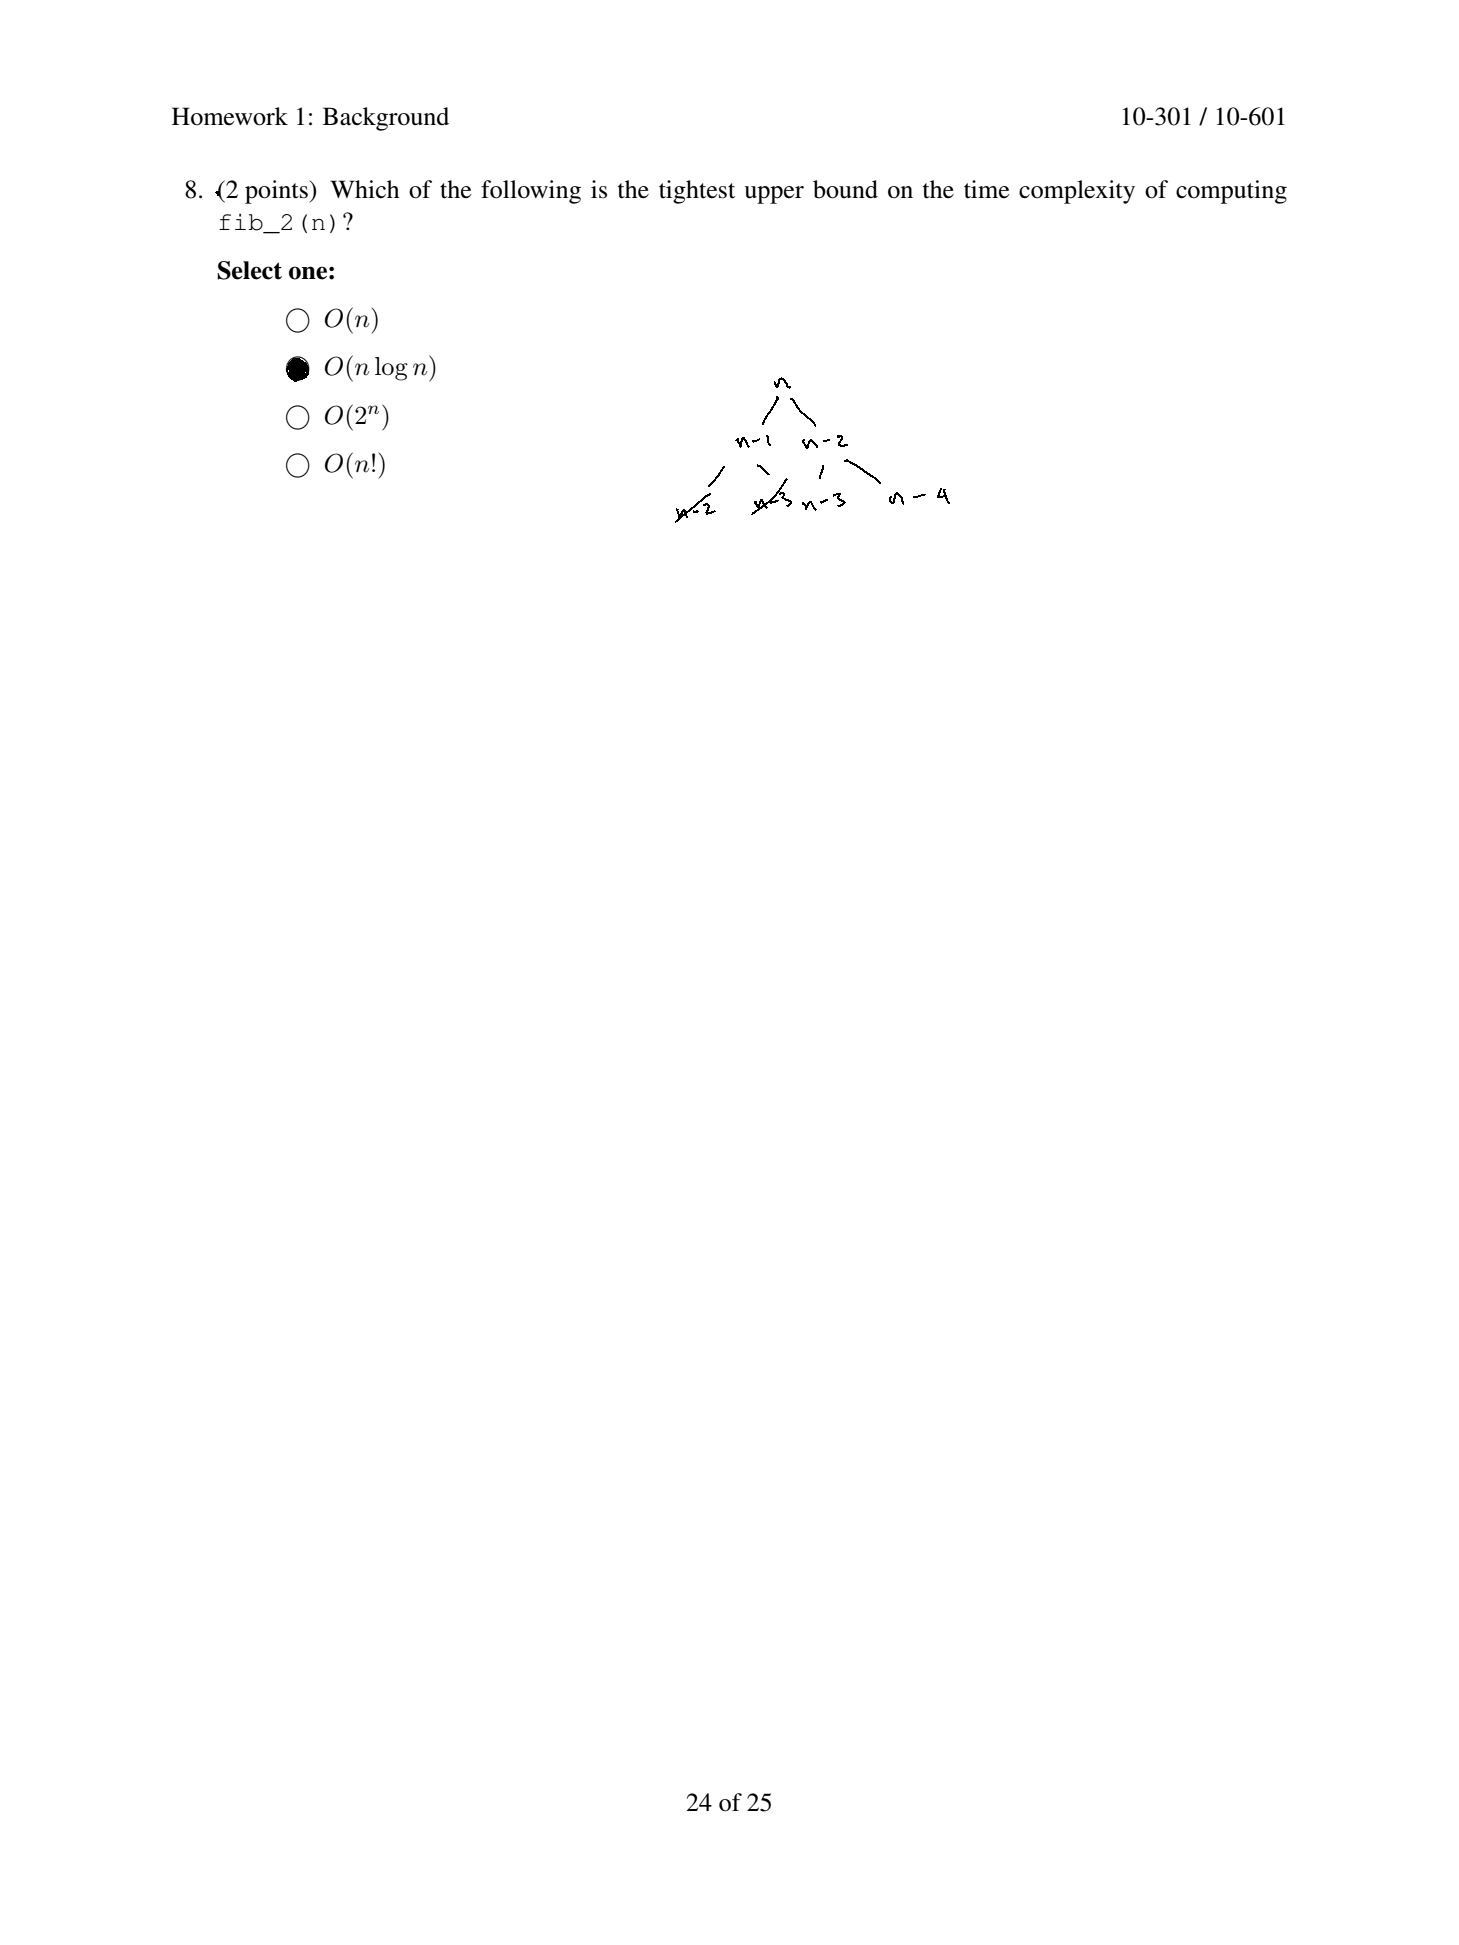 Homework 1: Background 10-301 / 10-601
8. (2 points) Which of the following is the tightest upper bound on the time complexity of computing
fib_2(n)?
Select one:
O(n)
O(n log n)
O(2ⁿ)
O(n!)
n
n-1 n-2
n-2 n-3 n-3 n-4
24 of 25